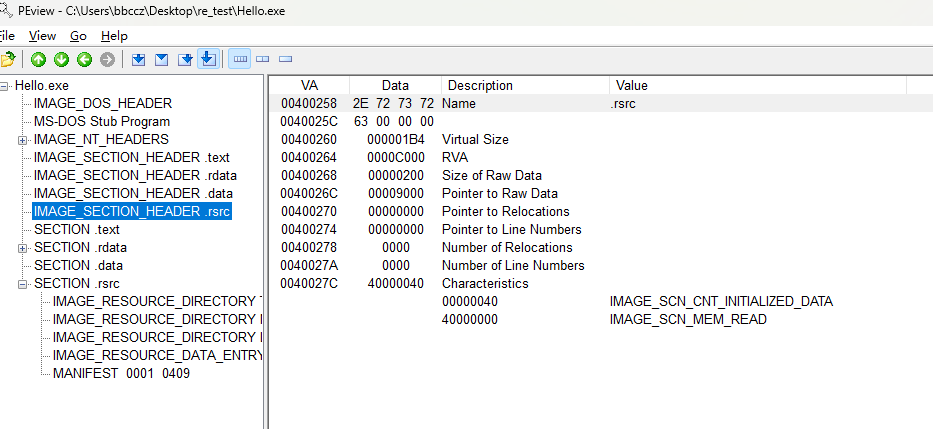 PEview - C:\Users\bbccz\Desktop\re_test\Hello.exe
File View Go Help
Hello.exe
IMAGE_DOS_HEADER
MS-DOS Stub Program
IMAGE_NT_HEADERS
IMAGE_SECTION_HEADER .text
IMAGE_SECTION_HEADER .rdata
IMAGE_SECTION_HEADER .data
IMAGE_SECTION_HEADER .rsrc
SECTION .text
SECTION .rdata
SECTION .data
SECTION .rsrc
IMAGE_RESOURCE_DIRECTORY
IMAGE_RESOURCE_DIRECTORY
IMAGE_RESOURCE_DIRECTORY
IMAGE_RESOURCE_DATA_ENTRY
MANIFEST 0001 0409
VA Data Description Value
00400258 2E 72 73 72 Name .rsrc
0040025C 63 00 00 00
00400260 000001B4 Virtual Size
00400264 0000C000 RVA
00400268 00000200 Size of Raw Data
0040026C 00009000 Pointer to Raw Data
00400270 00000000 Pointer to Relocations
00400274 00000000 Pointer to Line Numbers
00400278 0000 Number of Relocations
0040027A 0000 Number of Line Numbers
0040027C 40000040 Characteristics
00000040 IMAGE_SCN_CNT_INITIALIZED_DATA
40000000 IMAGE_SCN_MEM_READ